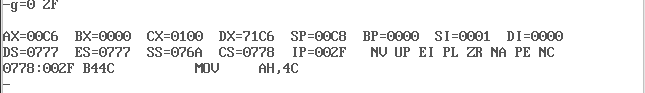 -g=0 2F
AX=00C6  BX=0000  CX=0100  DX=71C6  SP=00C8  BP=0000  SI=0001  DI=0000
DS=0777  ES=0777  SS=076A  CS=0778  IP=002F   NV UP EI PL ZR NA PE NC
0778:002F B44C          MOV     AH,4C
-